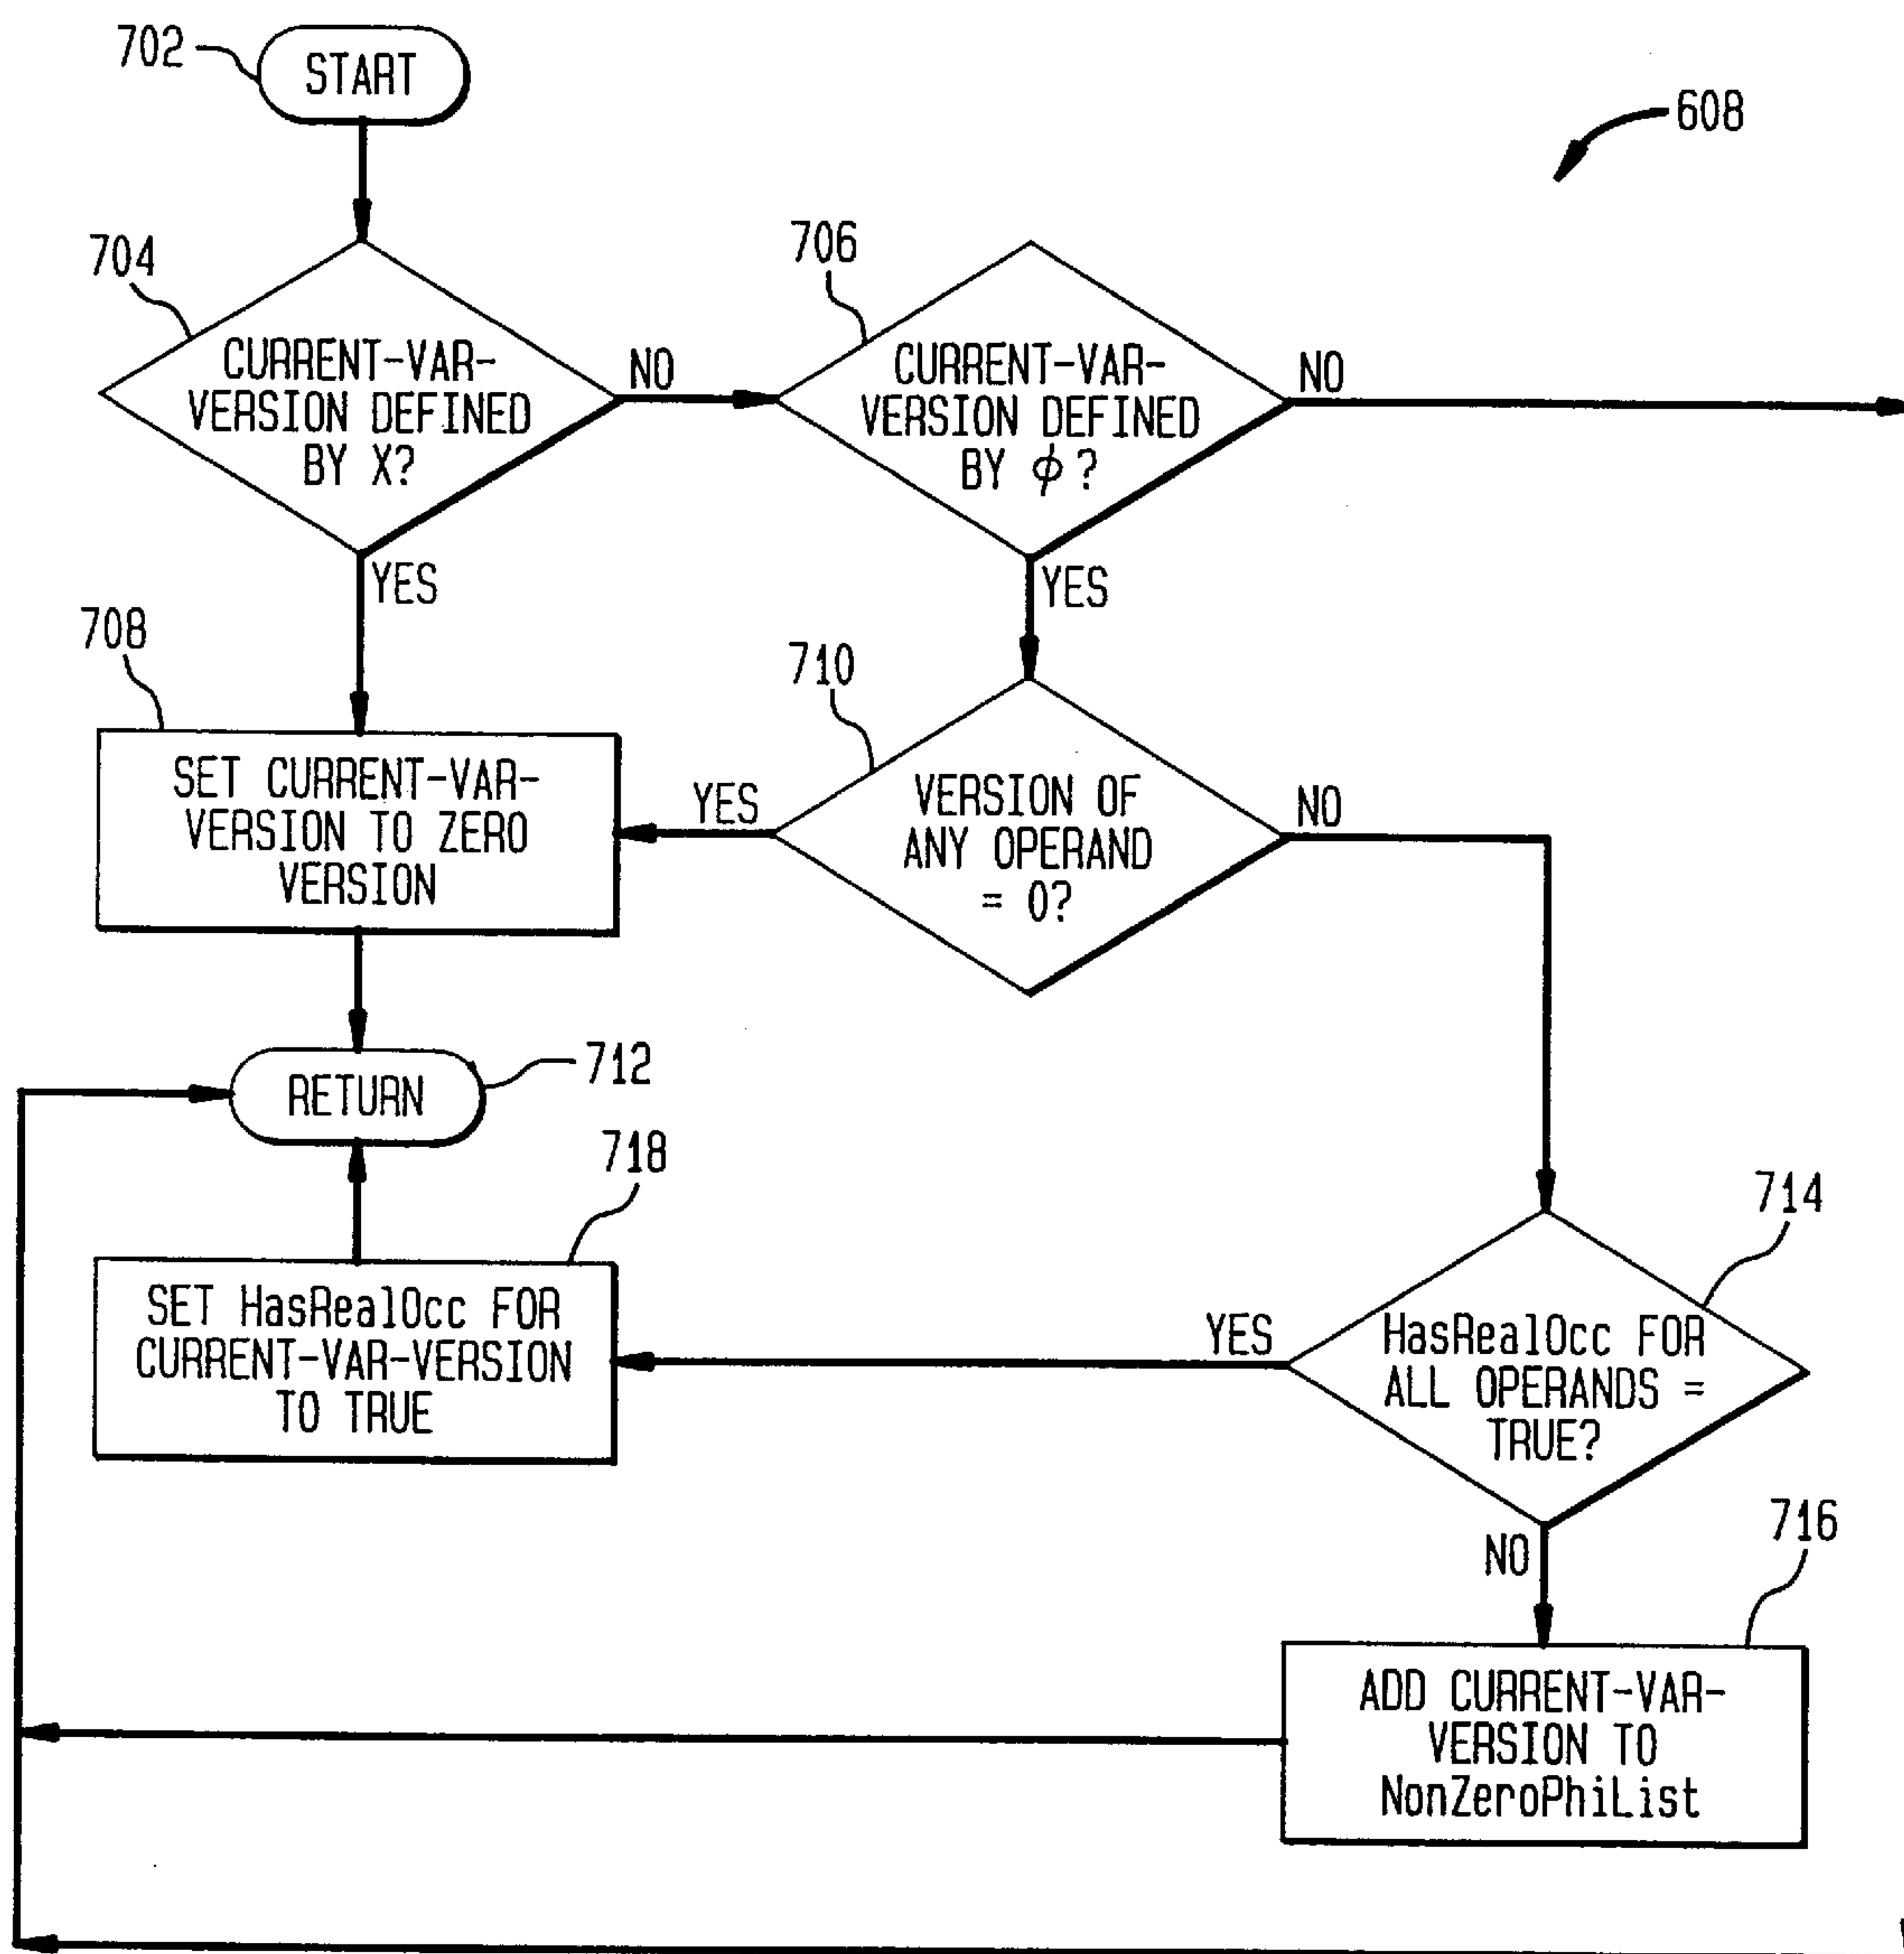 702
START
608
704
CURRENT-VAR-
VERSION DEFINED
BY X?
NO
706
CURRENT-VAR-
VERSION DEFINED
BY ϕ ?
NO
YES
YES
708
SET CURRENT-VAR-
VERSION TO ZERO
VERSION
710
VERSION OF
ANY OPERAND
= 0?
YES
NO
RETURN
712
718
SET HasRealOcc FOR
CURRENT-VAR-VERSION
TO TRUE
714
HasRealOcc FOR
ALL OPERANDS =
TRUE?
YES
NO
716
ADD CURRENT-VAR-
VERSION TO
NonZeroPhiList